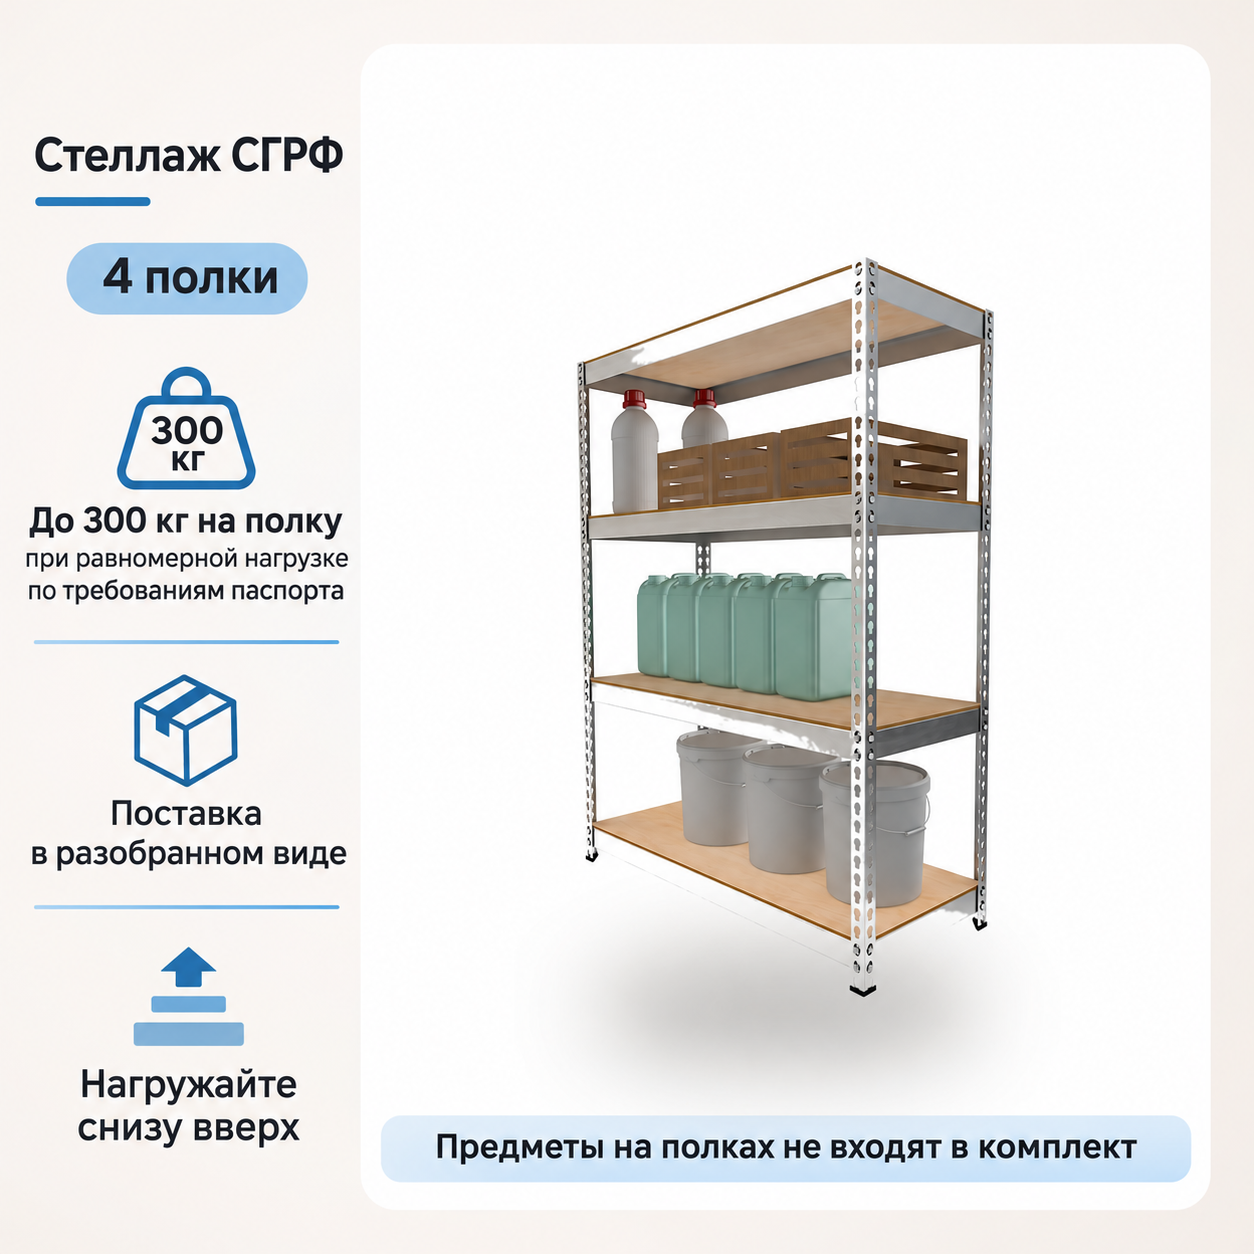 Стеллаж СГРФ
4 полки
300
кг
До 300 кг на полку
при равномерной нагрузке
по требованиям паспорта
Поставка
в разобранном виде
Нагружайте
снизу вверх
Предметы на полках не входят в комплект